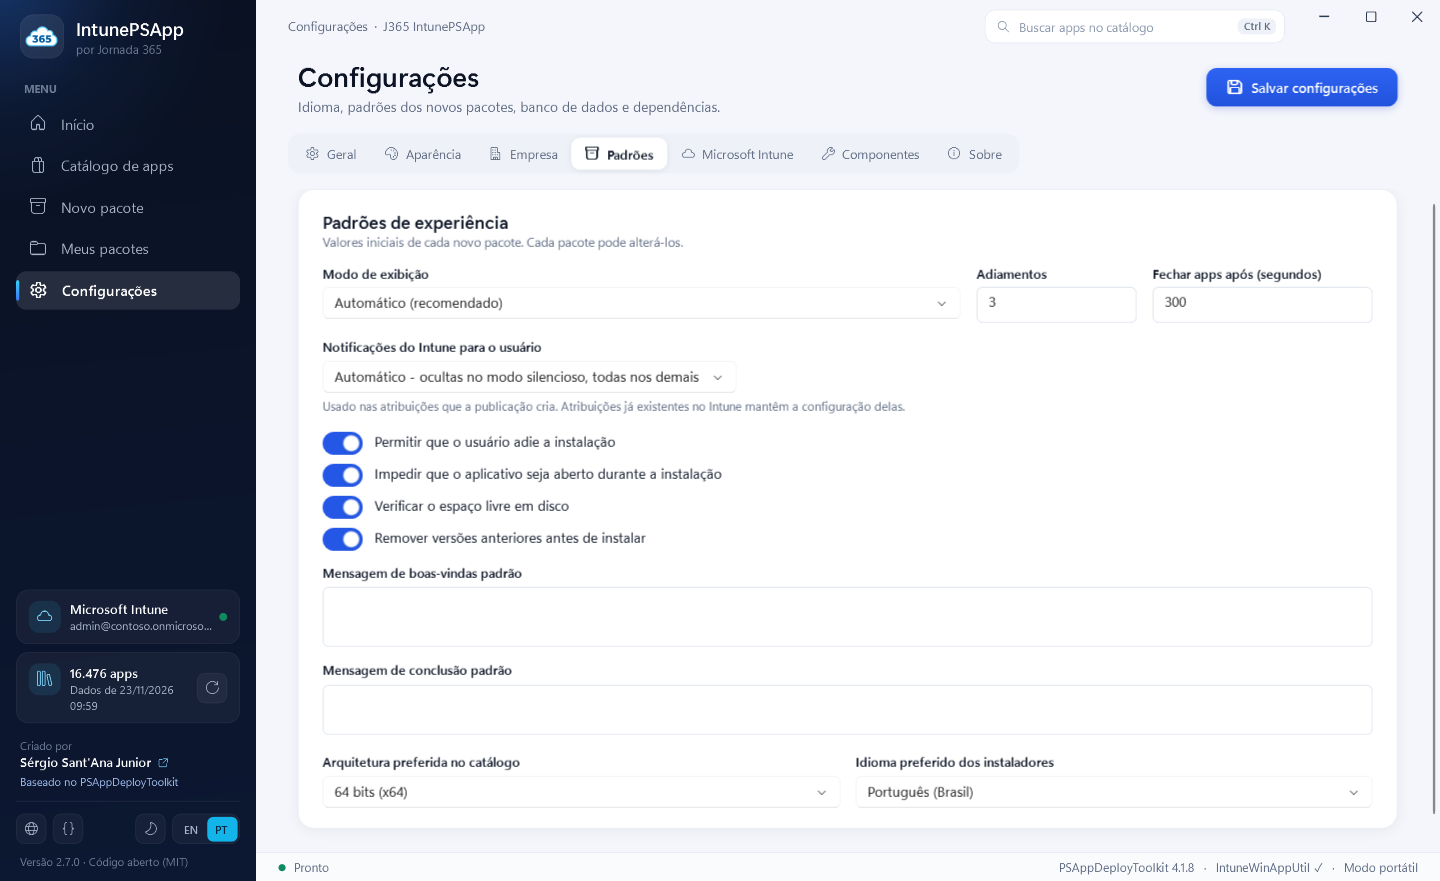 IntunePSApp
por Jornada 365
365
MENU
Início
Catálogo de apps
Novo pacote
Meus pacotes
Configurações
Microsoft Intune
admin@contoso.onmicroso...
16.476 apps
Dados de 23/11/2026
09:59
Criado por
Sérgio Sant'Ana Junior
Baseado no PSAppDeployToolkit
EN PT
Versão 2.7.0 · Código aberto (MIT)
Configurações · J365 IntunePSApp
Buscar apps no catálogo Ctrl K
Configurações
Idioma, padrões dos novos pacotes, banco de dados e dependências.
Salvar configurações
Geral Aparência Empresa Padrões Microsoft Intune Componentes Sobre
Padrões de experiência
Valores iniciais de cada novo pacote. Cada pacote pode alterá-los.
Modo de exibição Adiamentos Fechar apps após (segundos)
Automático (recomendado) 3 300
Notificações do Intune para o usuário
Automático - ocultas no modo silencioso, todas nos demais
Usado nas atribuições que a publicação cria. Atribuições já existentes no Intune mantêm a configuração delas.
Permitir que o usuário adie a instalação
Impedir que o aplicativo seja aberto durante a instalação
Verificar o espaço livre em disco
Remover versões anteriores antes de instalar
Mensagem de boas-vindas padrão
Mensagem de conclusão padrão
Arquitetura preferida no catálogo Idioma preferido dos instaladores
64 bits (x64) Português (Brasil)
Pronto
PSAppDeployToolkit 4.1.8 · IntuneWinAppUtil ✓ · Modo portátil